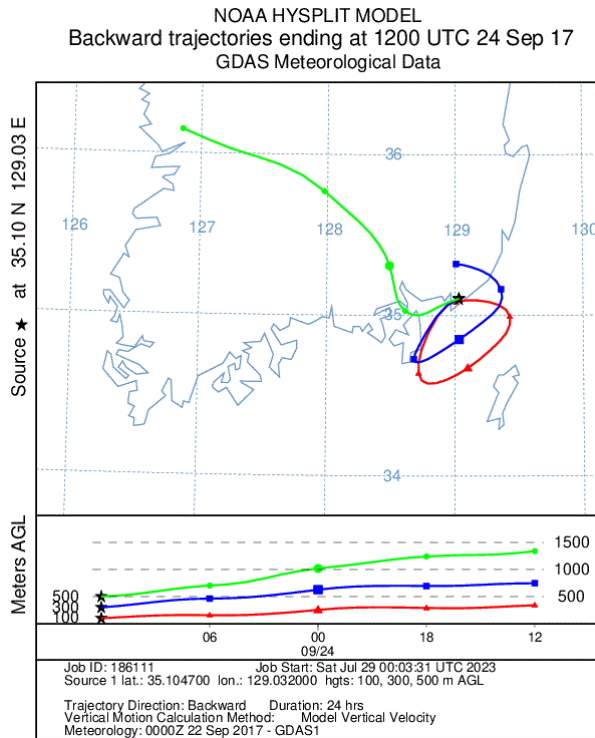 NOAA HYSPLIT MODEL
Backward trajectories ending at 1200 UTC 24 Sep 17
GDAS Meteorological Data
Source ★ at 35.10 N 129.03 E
36
126
127
128
129
130
35
34
Meters AGL
1500
1000
500
500
300
100
06
00
18
12
09/24
Job ID: 186111 Job Start: Sat Jul 29 00:03:31 UTC 2023
Source 1 lat.: 35.104700 lon.: 129.032000 hgts: 100, 300, 500 m AGL
Trajectory Direction: Backward Duration: 24 hrs
Vertical Motion Calculation Method: Model Vertical Velocity
Meteorology: 0000Z 22 Sep 2017 - GDAS1